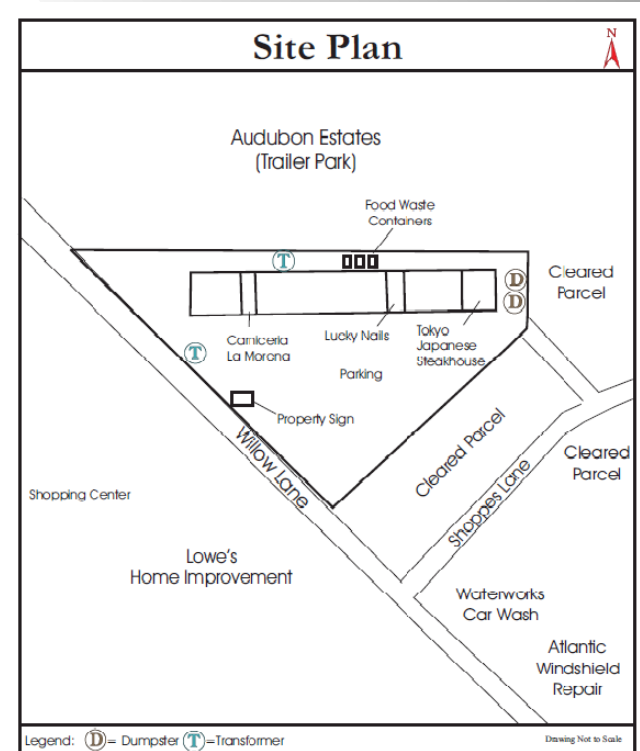 Site Plan
N
Audubon Estates
(Trailer Park)
Food Waste
Containers
T
D
D
Cleared
Parcel
Carniceria
La Morona
Lucky Nails
Tokyo
Japanese
Steakhouse
T
Parking
Property Sign
Willow Lane
Cleared Parcel
Shoppes Lane
Cleared
Parcel
Shopping Center
Lowe's
Home Improvement
Waterworks
Car Wash
Atlantic
Windshield
Repair
Legend: D = Dumpster T =Transformer
Drawing Not to Scale